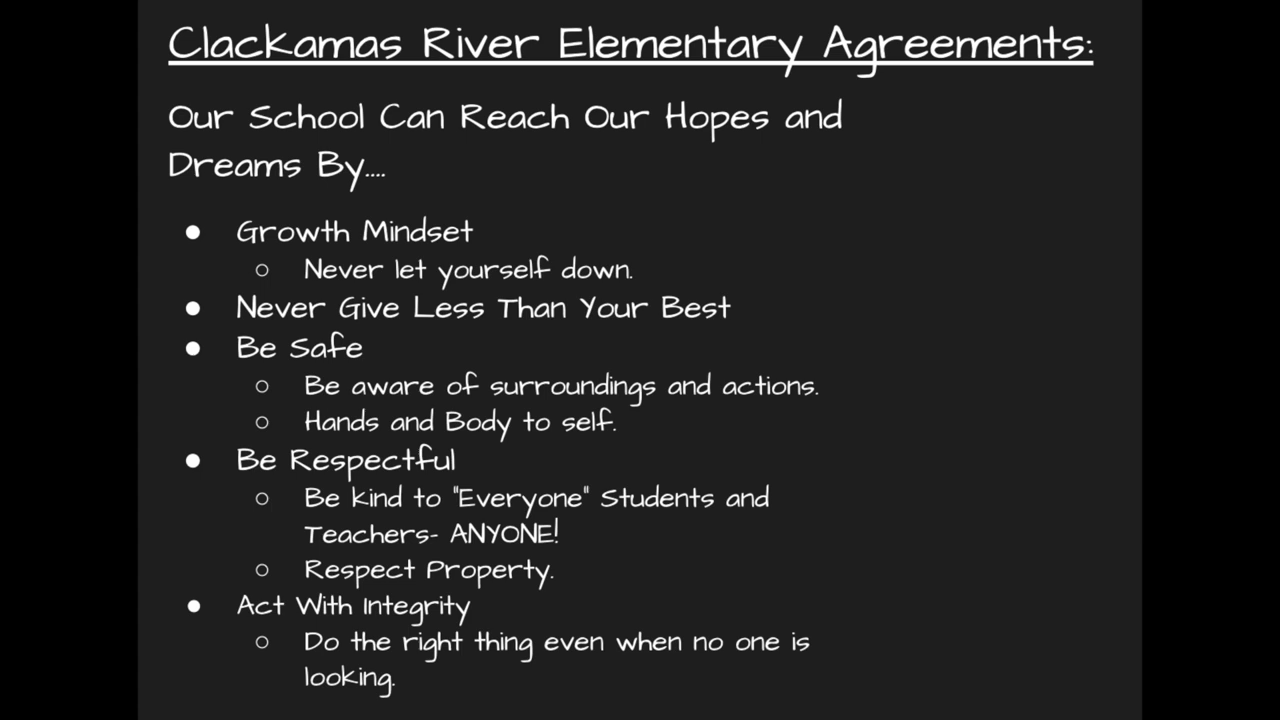 Clackamas River Elementary Agreements:
Our School Can Reach Our Hopes and
Dreams By....
● Growth Mindset
○ Never let yourself down.
● Never Give Less Than Your Best
● Be Safe
○ Be aware of surroundings and actions.
○ Hands and Body to self.
● Be Respectful
○ Be kind to "Everyone" Students and
Teachers- ANYONE!
○ Respect Property.
● Act With Integrity
○ Do the right thing even when no one is
looking.